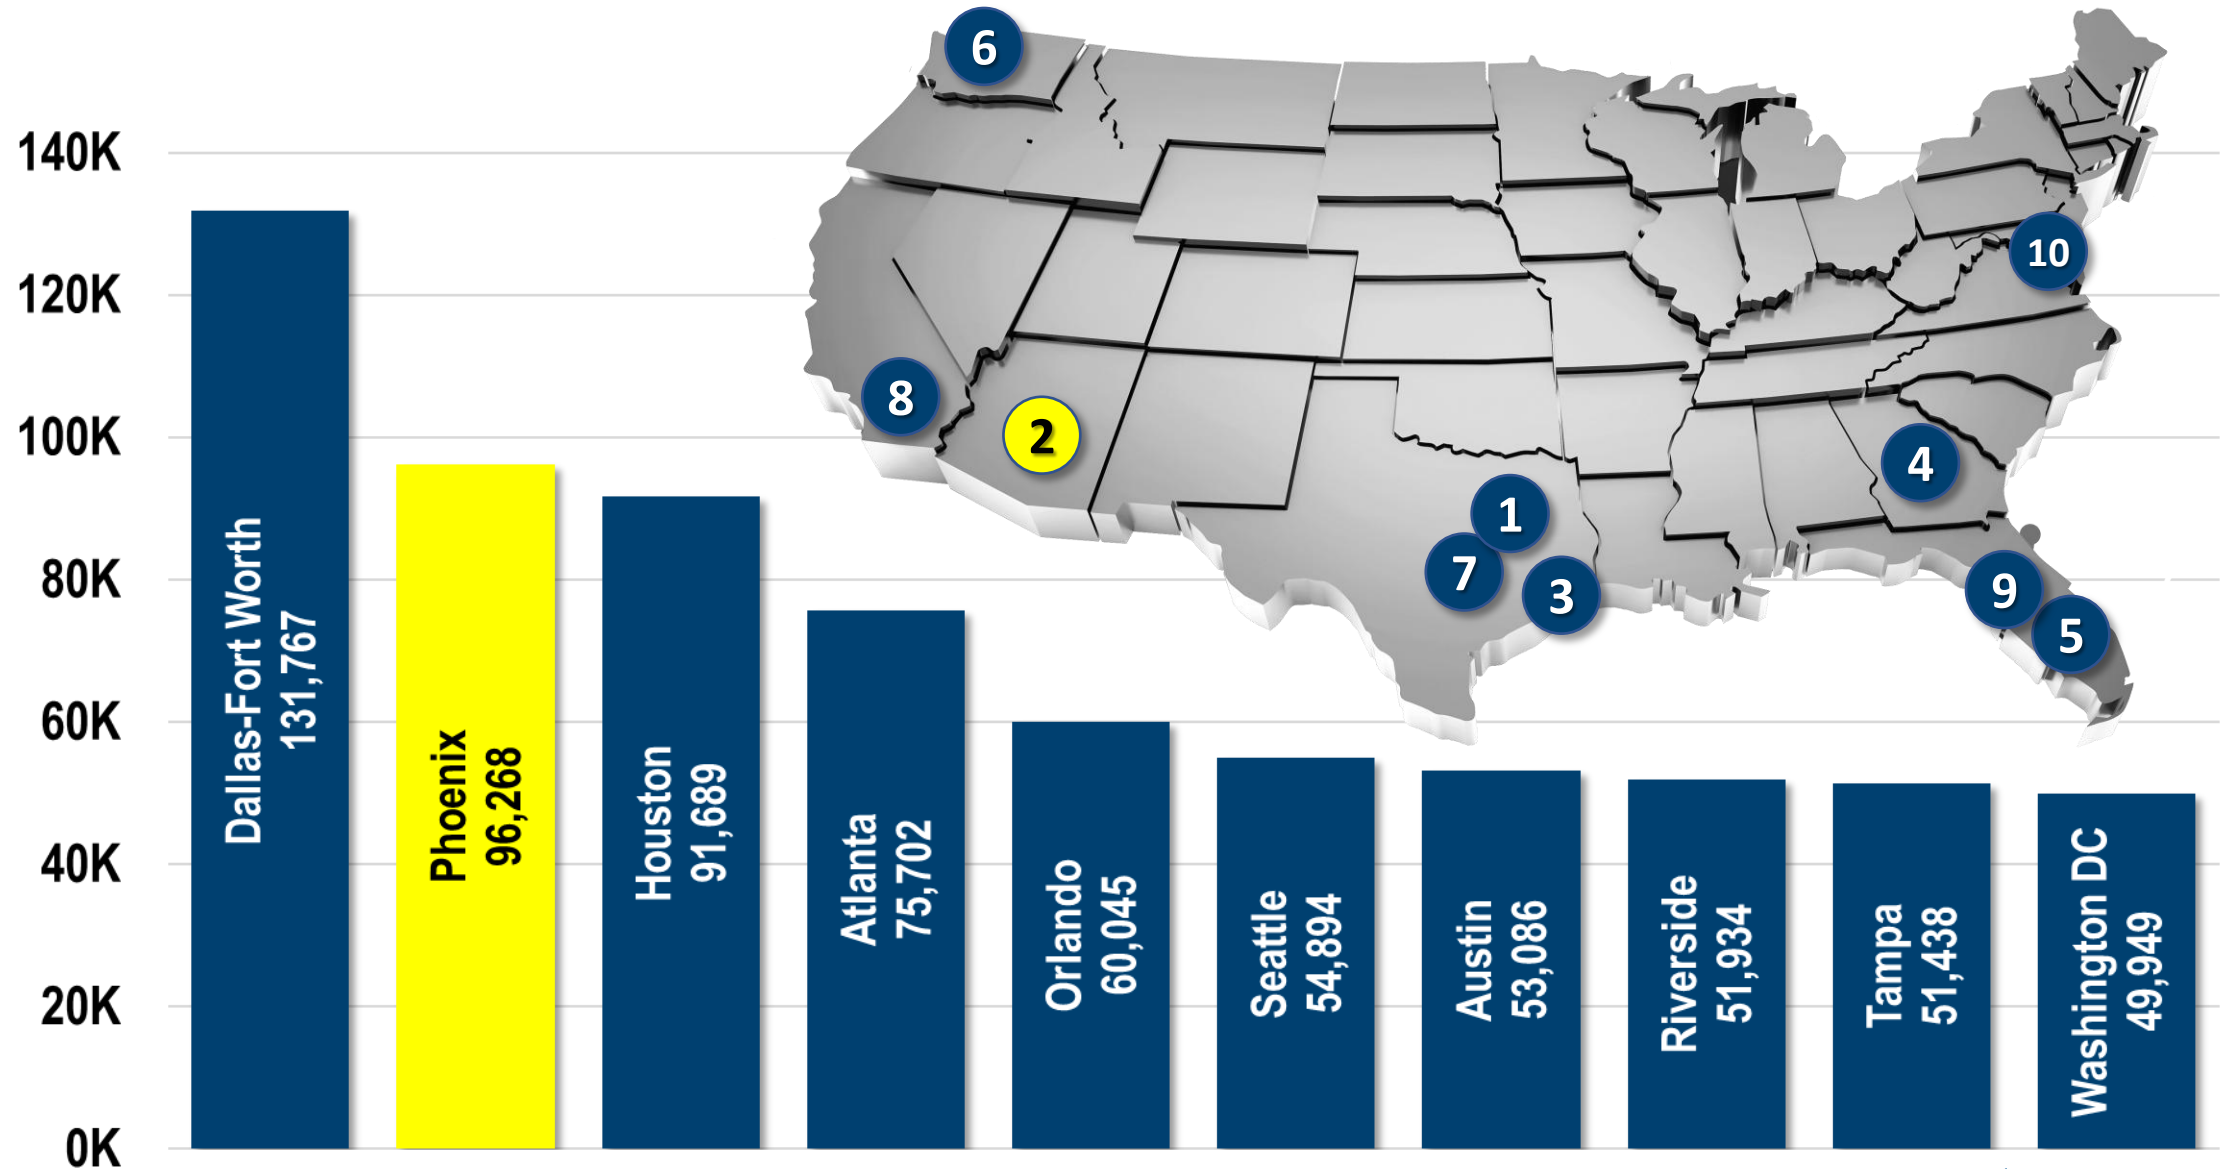 140K
120K
100K
80K
60K
40K
20K
0K
Dallas-Fort Worth
131,767
Phoenix
96,268
Houston
91,689
Atlanta
75,702
Orlando
60,045
Seattle
54,894
Austin
53,086
Riverside
51,934
Tampa
51,438
Washington DC
49,949
6
10
8
2
4
1
7
3
9
5